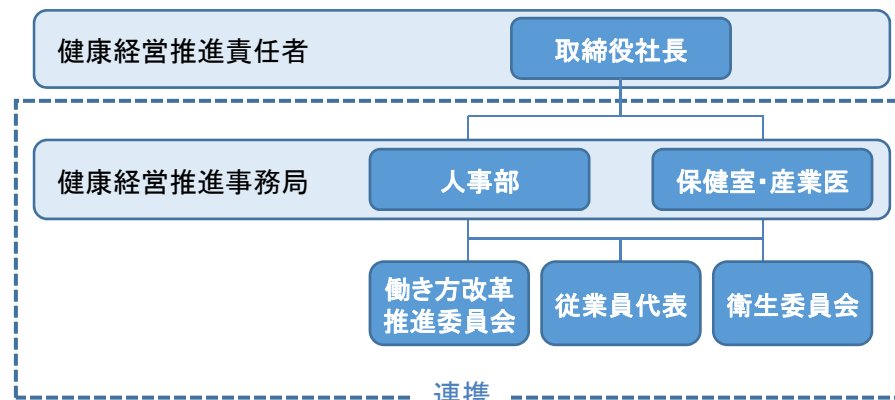 健康経営推進責任者
取締役社長
健康経営推進事務局
人事部
保健室・産業医
働き方改革
推進委員会
従業員代表
衛生委員会
連携